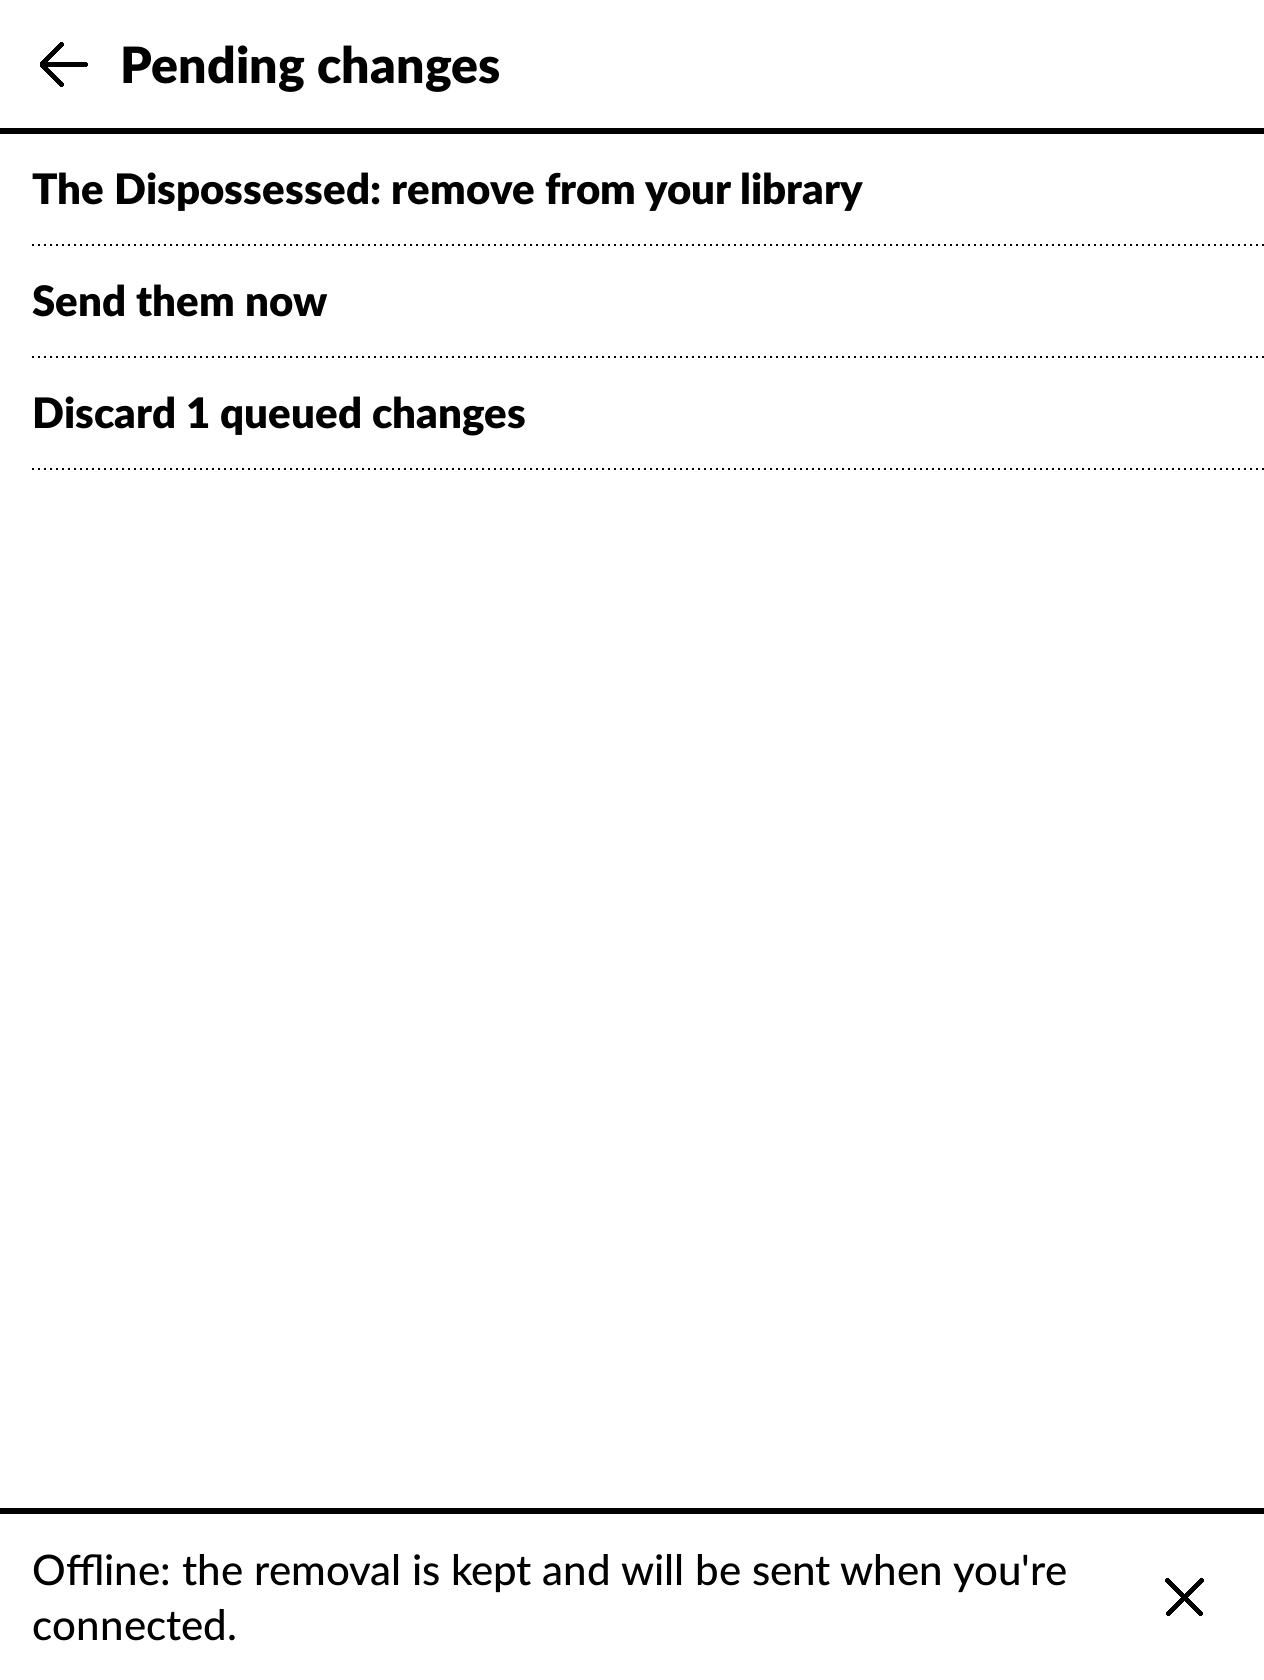 Pending changes
The Dispossessed: remove from your library
Send them now
Discard 1 queued changes
Offline: the removal is kept and will be sent when you're
connected.